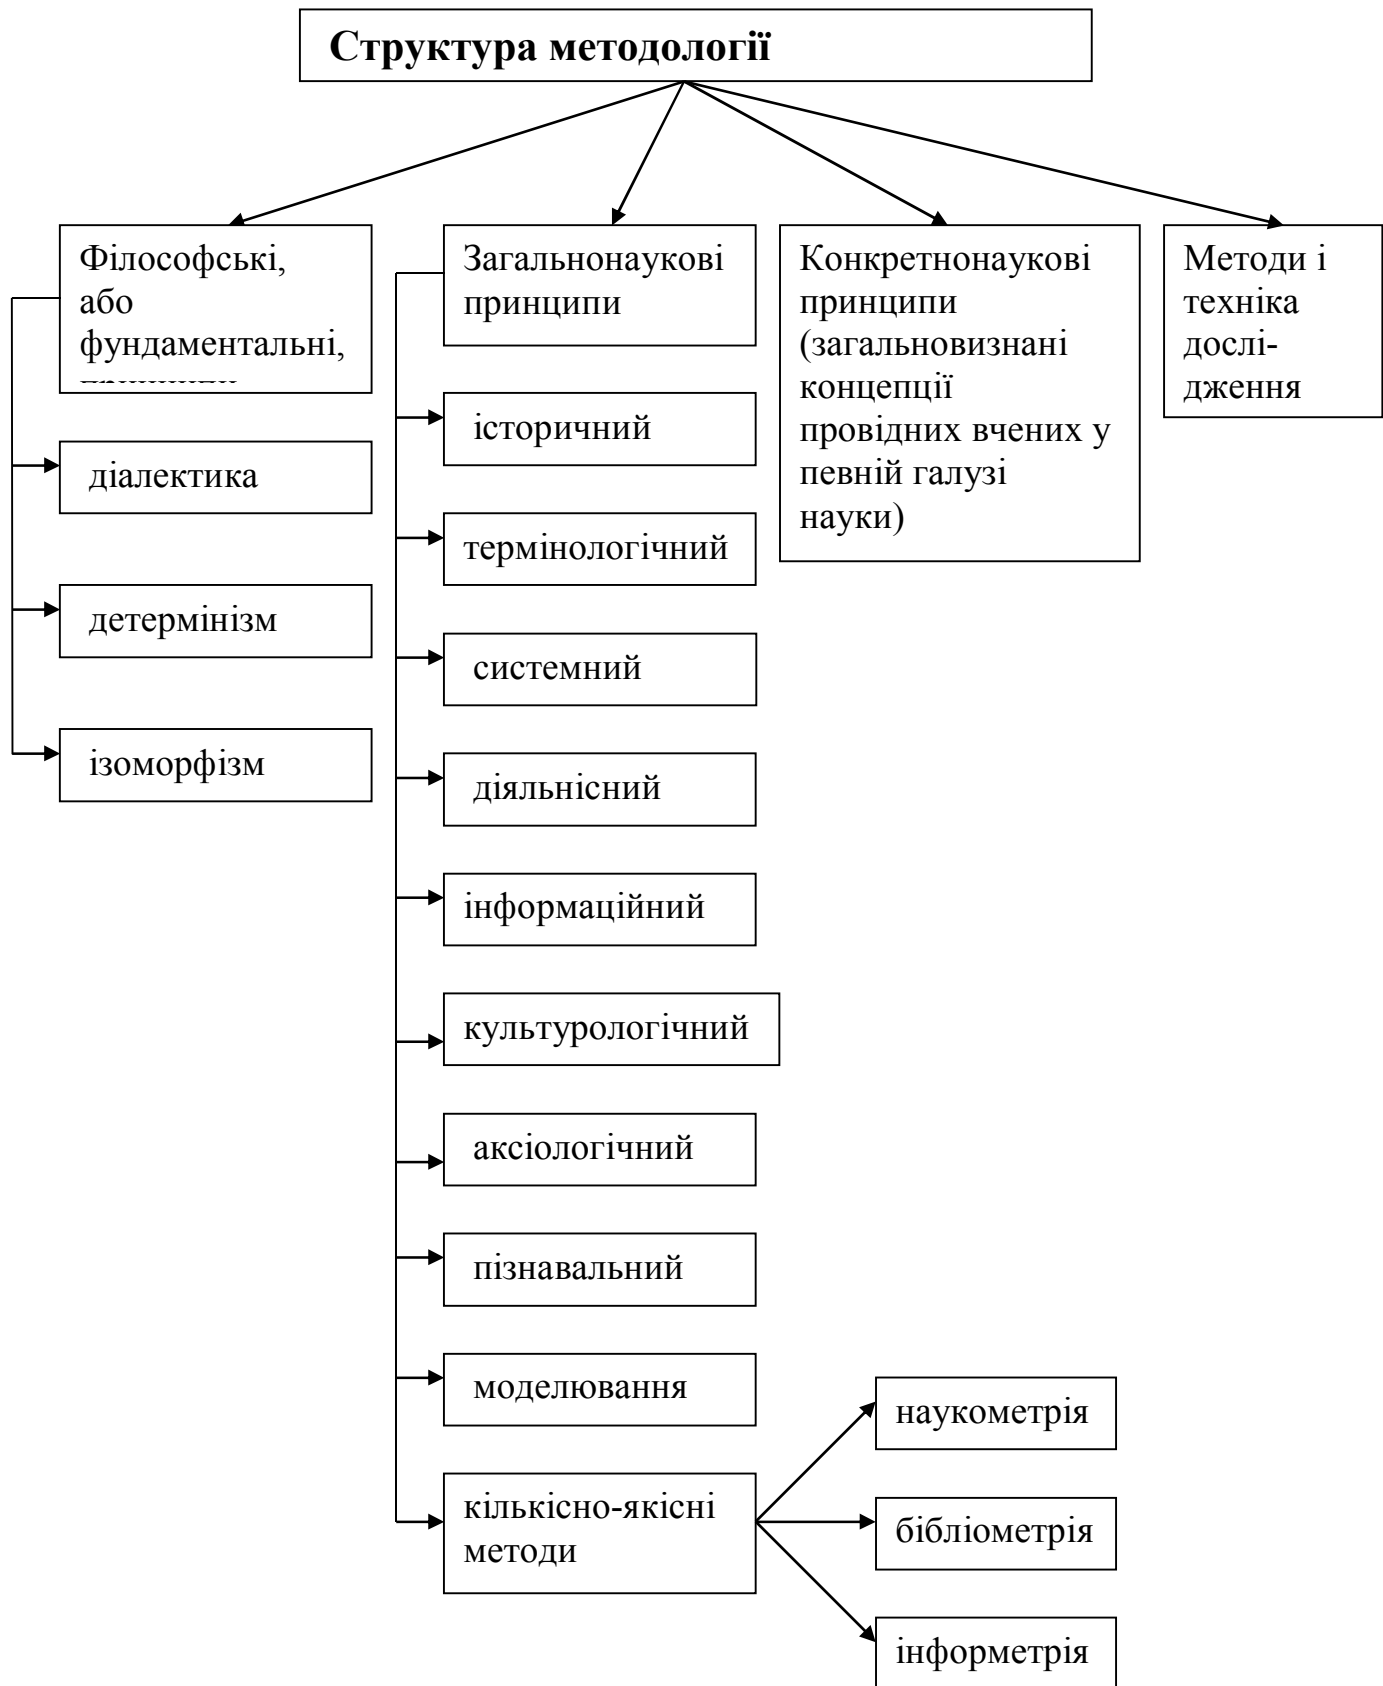 Структура методології
Філософські,
або
фундаментальні,
Загальнонаукові
принципи
Конкретнонаукові
принципи
(загальновизнані
концепції
провідних вчених у
певній галузі
науки)
Методи і
техніка
дослі-
дження
діалектика
детермінізм
ізоморфізм
історичний
термінологічний
системний
діяльнісний
інформаційний
культурологічний
аксіологічний
пізнавальний
моделювання
кількісно-якісні
методи
наукометрія
бібліометрія
інформетрія